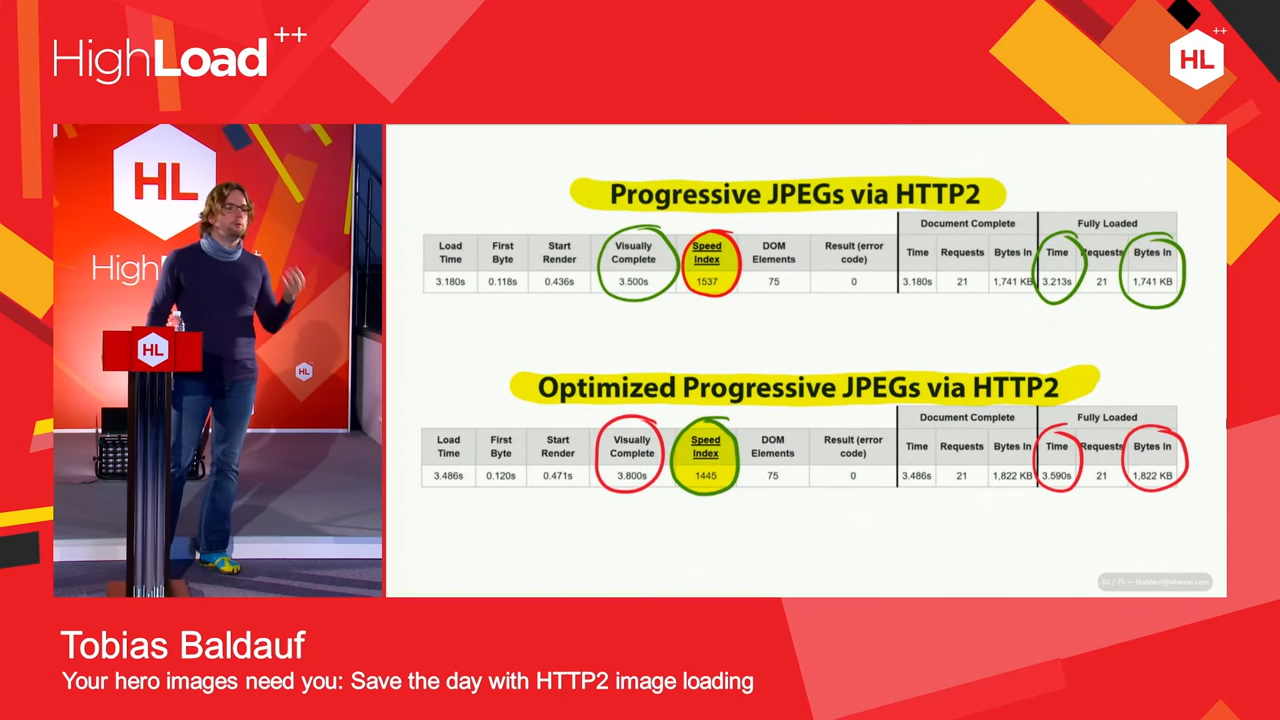 HighLoad++
HL++
HL
High
HL
HL
Progressive JPEGs via HTTP2
Document Complete Fully Loaded
Load Time First Byte Start Render Visually Complete Speed Index DOM Elements Result (error code) Time Requests Bytes In Time Requests Bytes In
3.180s 0.118s 0.436s 3.500s 1537 75 0 3.180s 21 1,741 KB 3.213s 21 1,741 KB
Optimized Progressive JPEGs via HTTP2
Document Complete Fully Loaded
Load Time First Byte Start Render Visually Complete Speed Index DOM Elements Result (error code) Time Requests Bytes In Time Requests Bytes In
3.486s 0.120s 0.471s 3.800s 1445 75 0 3.486s 21 1,822 KB 3.590s 21 1,822 KB
Tobias Baldauf
Your hero images need you: Save the day with HTTP2 image loading